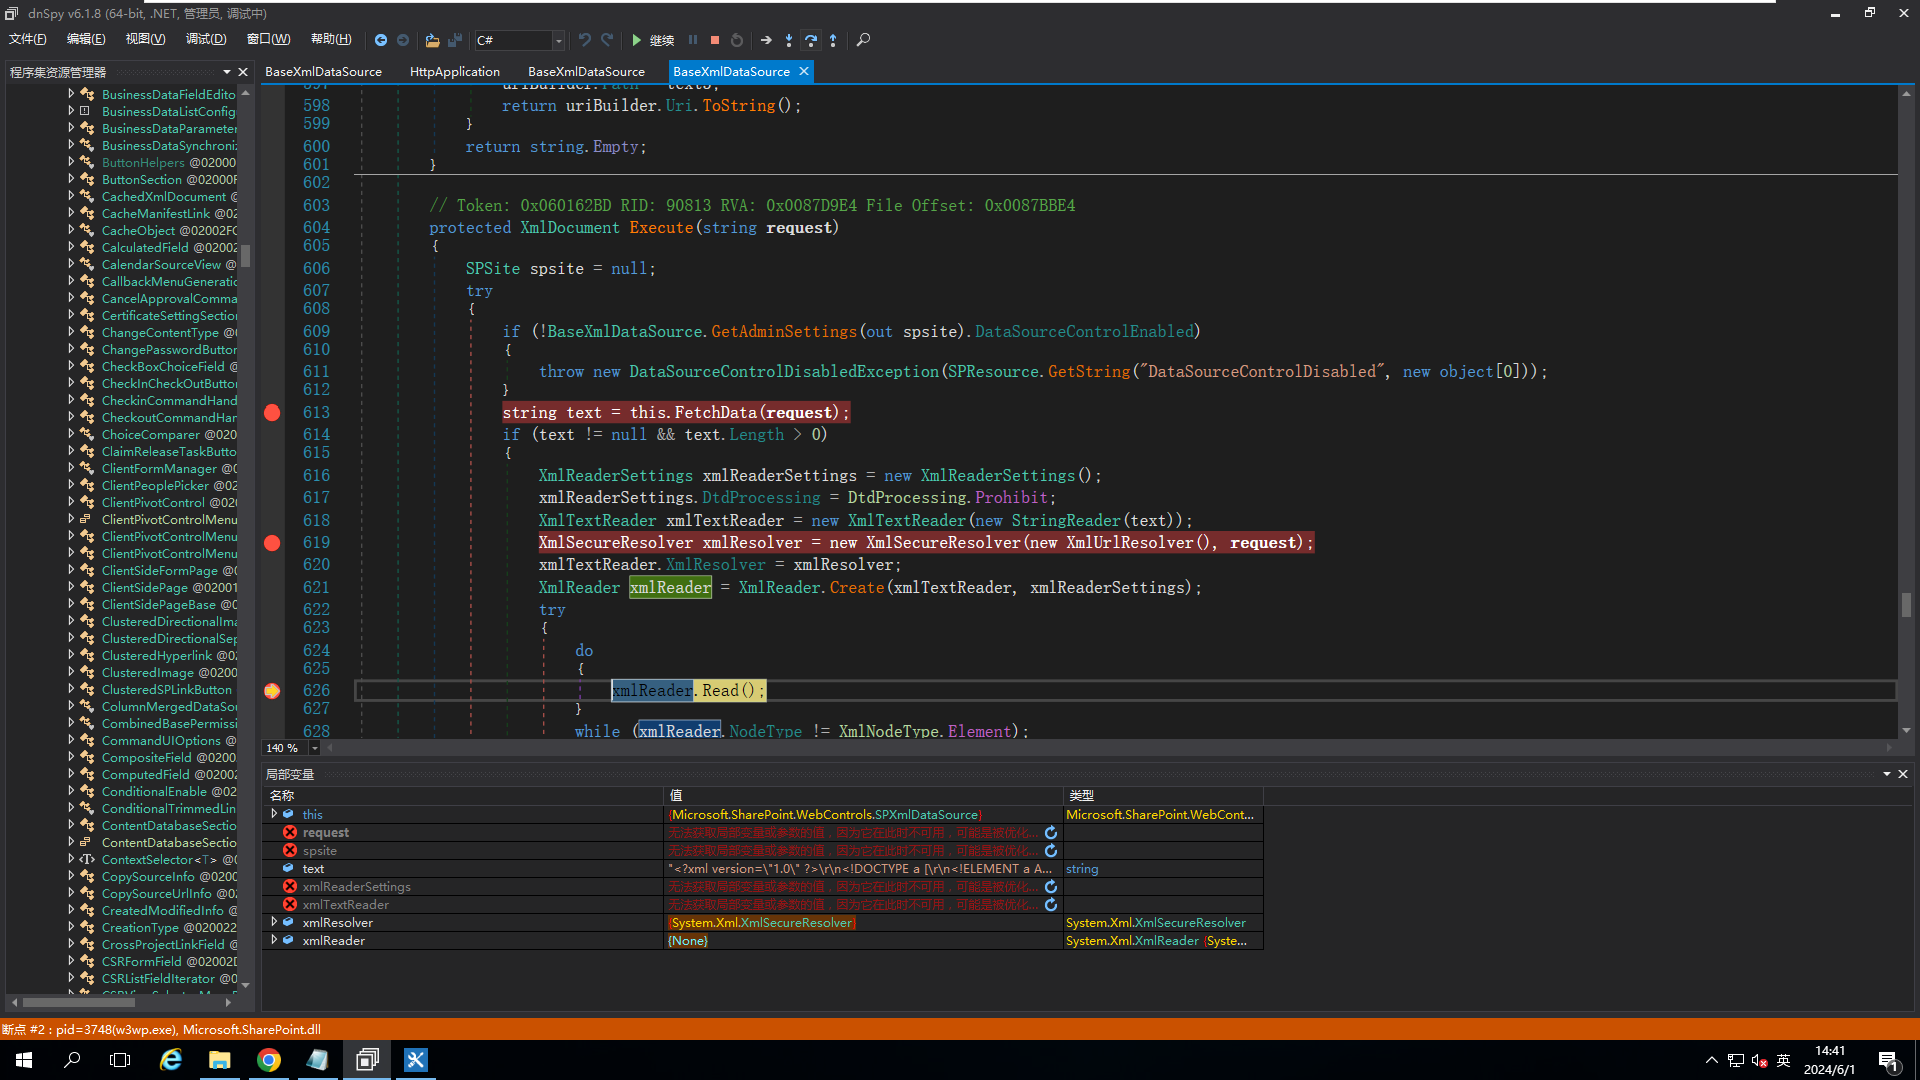 dnSpy v6.1.8 (64-bit, .NET, 管理员, 调试中)
文件(F) 编辑(E) 视图(V) 调试(D) 窗口(W) 帮助(H) C# 继续
程序集资源管理器
BusinessDataFieldEdito
BusinessDataListConfig
BusinessDataParameter
BusinessDataSynchroni
ButtonHelpers @02000
ButtonSection @02000F
CachedXmlDocument @
CacheManifestLink @02
CacheObject @02002FC
CalculatedField @02002
CalendarSourceView @
CallbackMenuGeneratio
CancelApprovalComma
CertificateSettingSection
ChangeContentType @0
ChangePasswordButton
CheckBoxChoiceField @
CheckInCheckOutButton
CheckinCommandHand
CheckoutCommandHan
ChoiceComparer @020
ClaimReleaseTaskButto
ClientFormManager @0
ClientPeoplePicker @02
ClientPivotControl @020
ClientPivotControlMenu
ClientPivotControlMenu
ClientPivotControlMenu
ClientSideFormPage @0
ClientSidePage @02001
ClientSidePageBase @0
ClusteredDirectionalIma
ClusteredDirectionalSep
ClusteredHyperlink @02
ClusteredImage @0200
ClusteredSPLinkButton
ColumnMergedDataSou
CombinedBasePermissi
CommandUIOptions @
CompositeField @0200
ComputedField @02002
ConditionalEnable @02
ConditionalTrimmedLin
ContentDatabaseSectio
ContentDatabaseSectio
ContextSelector<T> @0
CopySourceInfo @0200
CopySourceUrlInfo @02
CreatedModifiedInfo @0
CreationType @020022
CrossProjectLinkField @
CSRFormField @02002D
CSRListFieldIterator @0
BaseXmlDataSource HttpApplication BaseXmlDataSource BaseXmlDataSource
597 uriBuilder.Path = text3;
598 return uriBuilder.Uri.ToString();
599 }
600 return string.Empty;
601 }
602
603 // Token: 0x060162BD RID: 90813 RVA: 0x0087D9E4 File Offset: 0x0087BBE4
604 protected XmlDocument Execute(string request)
605 {
606 SPSite spsite = null;
607 try
608 {
609 if (!BaseXmlDataSource.GetAdminSettings(out spsite).DataSourceControlEnabled)
610 {
611 throw new DataSourceControlDisabledException(SPResource.GetString("DataSourceControlDisabled", new object[0]));
612 }
613 string text = this.FetchData(request);
614 if (text != null && text.Length > 0)
615 {
616 XmlReaderSettings xmlReaderSettings = new XmlReaderSettings();
617 xmlReaderSettings.DtdProcessing = DtdProcessing.Prohibit;
618 XmlTextReader xmlTextReader = new XmlTextReader(new StringReader(text));
619 XmlSecureResolver xmlResolver = new XmlSecureResolver(new XmlUrlResolver(), request);
620 xmlTextReader.XmlResolver = xmlResolver;
621 XmlReader xmlReader = XmlReader.Create(xmlTextReader, xmlReaderSettings);
622 try
623 {
624 do
625 {
626 xmlReader.Read();
627 }
628 while (xmlReader.NodeType != XmlNodeType.Element);
140 %
局部变量
名称 值 类型
this {Microsoft.SharePoint.WebControls.SPXmlDataSource} Microsoft.SharePoint.WebCont...
request 无法获取局部变量或参数的值，因为它在此时不可用，可能是被优化...
spsite 无法获取局部变量或参数的值，因为它在此时不可用，可能是被优化...
text "<?xml version=\"1.0\" ?>\r\n<!DOCTYPE a [\r\n<!ELEMENT a A... string
xmlReaderSettings 无法获取局部变量或参数的值，因为它在此时不可用，可能是被优化...
xmlTextReader 无法获取局部变量或参数的值，因为它在此时不可用，可能是被优化...
xmlResolver {System.Xml.XmlSecureResolver} System.Xml.XmlSecureResolver
xmlReader {None} System.Xml.XmlReader {Syste...
断点 #2 : pid=3748(w3wp.exe), Microsoft.SharePoint.dll
英 14:41
2024/6/1
1